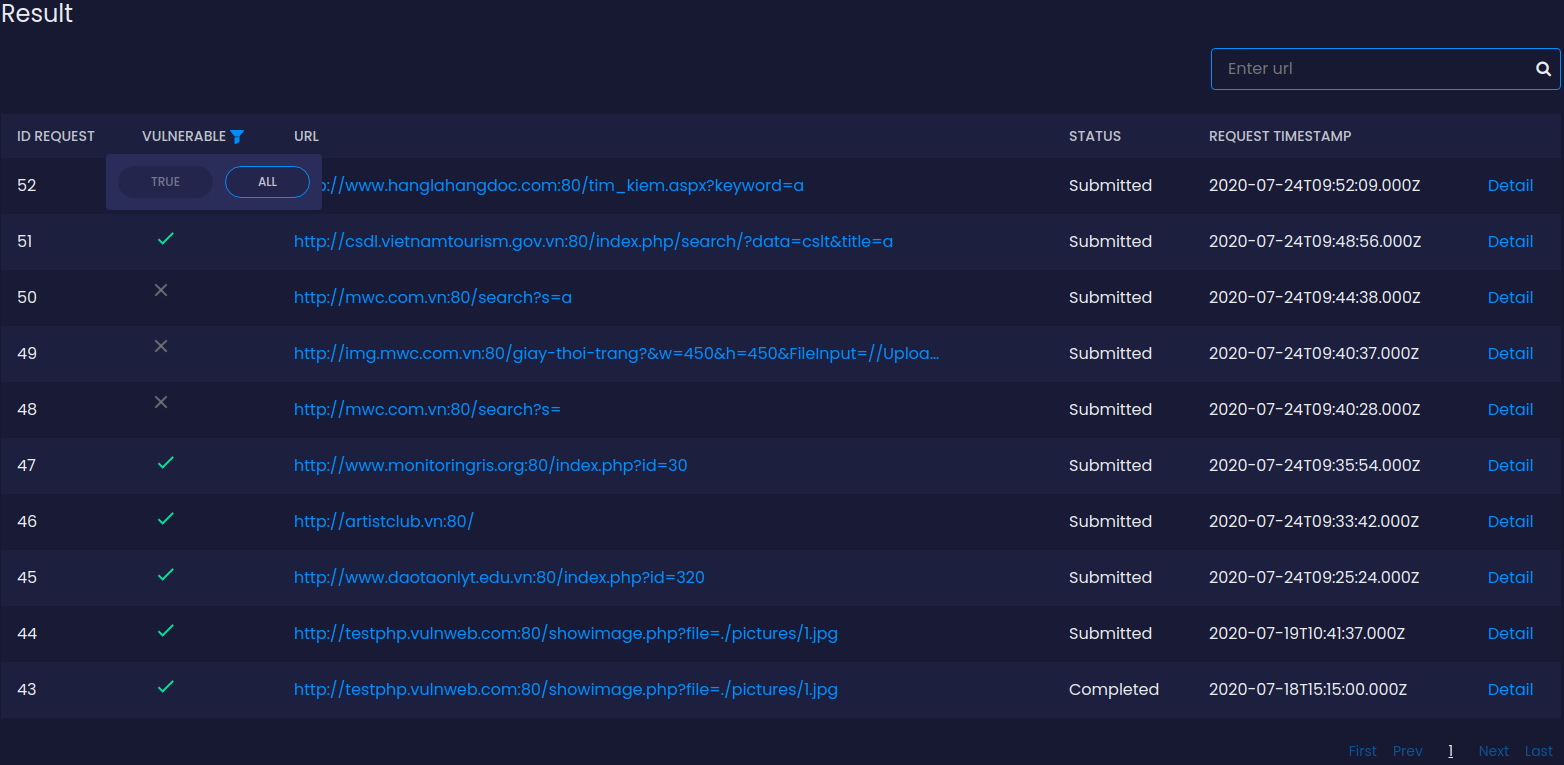 Result
Enter url
ID REQUEST VULNERABLE URL STATUS REQUEST TIMESTAMP
TRUE ALL
52 p://www.hanglahangdoc.com:80/tim_kiem.aspx?keyword=a Submitted 2020-07-24T09:52:09.000Z Detail
51 http://csdl.vietnamtourism.gov.vn:80/index.php/search/?data=cslt&title=a Submitted 2020-07-24T09:48:56.000Z Detail
50 http://mwc.com.vn:80/search?s=a Submitted 2020-07-24T09:44:38.000Z Detail
49 http://img.mwc.com.vn:80/giay-thoi-trang?&w=450&h=450&FileInput=//Uploa... Submitted 2020-07-24T09:40:37.000Z Detail
48 http://mwc.com.vn:80/search?s= Submitted 2020-07-24T09:40:28.000Z Detail
47 http://www.monitoringris.org:80/index.php?id=30 Submitted 2020-07-24T09:35:54.000Z Detail
46 http://artistclub.vn:80/ Submitted 2020-07-24T09:33:42.000Z Detail
45 http://www.daotaonlyt.edu.vn:80/index.php?id=320 Submitted 2020-07-24T09:25:24.000Z Detail
44 http://testphp.vulnweb.com:80/showimage.php?file=./pictures/1.jpg Submitted 2020-07-19T10:41:37.000Z Detail
43 http://testphp.vulnweb.com:80/showimage.php?file=./pictures/1.jpg Completed 2020-07-18T15:15:00.000Z Detail
First Prev 1 Next Last